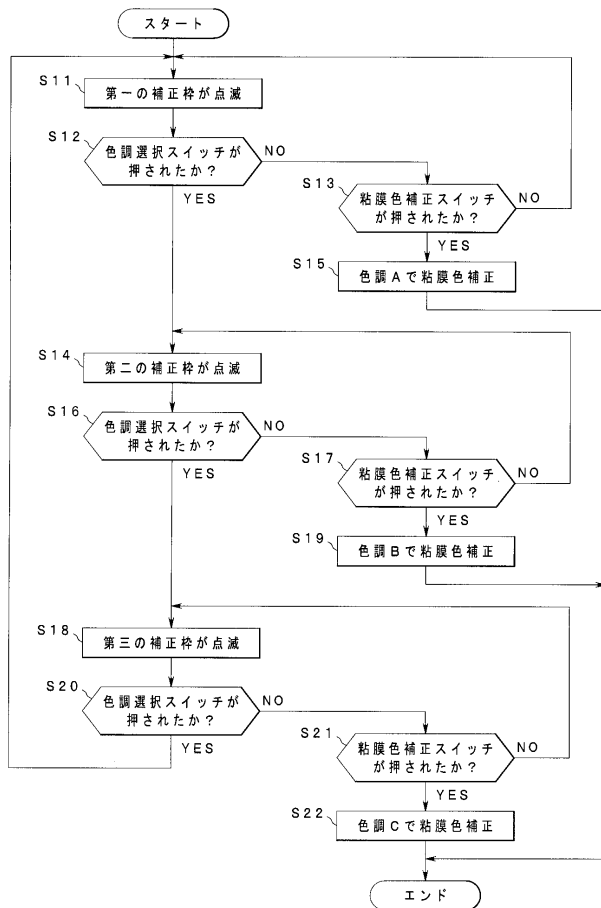 スタート
S11
第一の補正枠が点滅
S12
色調選択スイッチが
押されたか？
NO
YES
S13
粘膜色補正スイッチ
が押されたか？
NO
YES
S15
色調Aで粘膜色補正
S14
第二の補正枠が点滅
S16
色調選択スイッチが
押されたか？
NO
YES
S17
粘膜色補正スイッチ
が押されたか？
NO
YES
S19
色調Bで粘膜色補正
S18
第三の補正枠が点滅
S20
色調選択スイッチが
押されたか？
NO
YES
S21
粘膜色補正スイッチ
が押されたか？
NO
YES
S22
色調Cで粘膜色補正
エンド